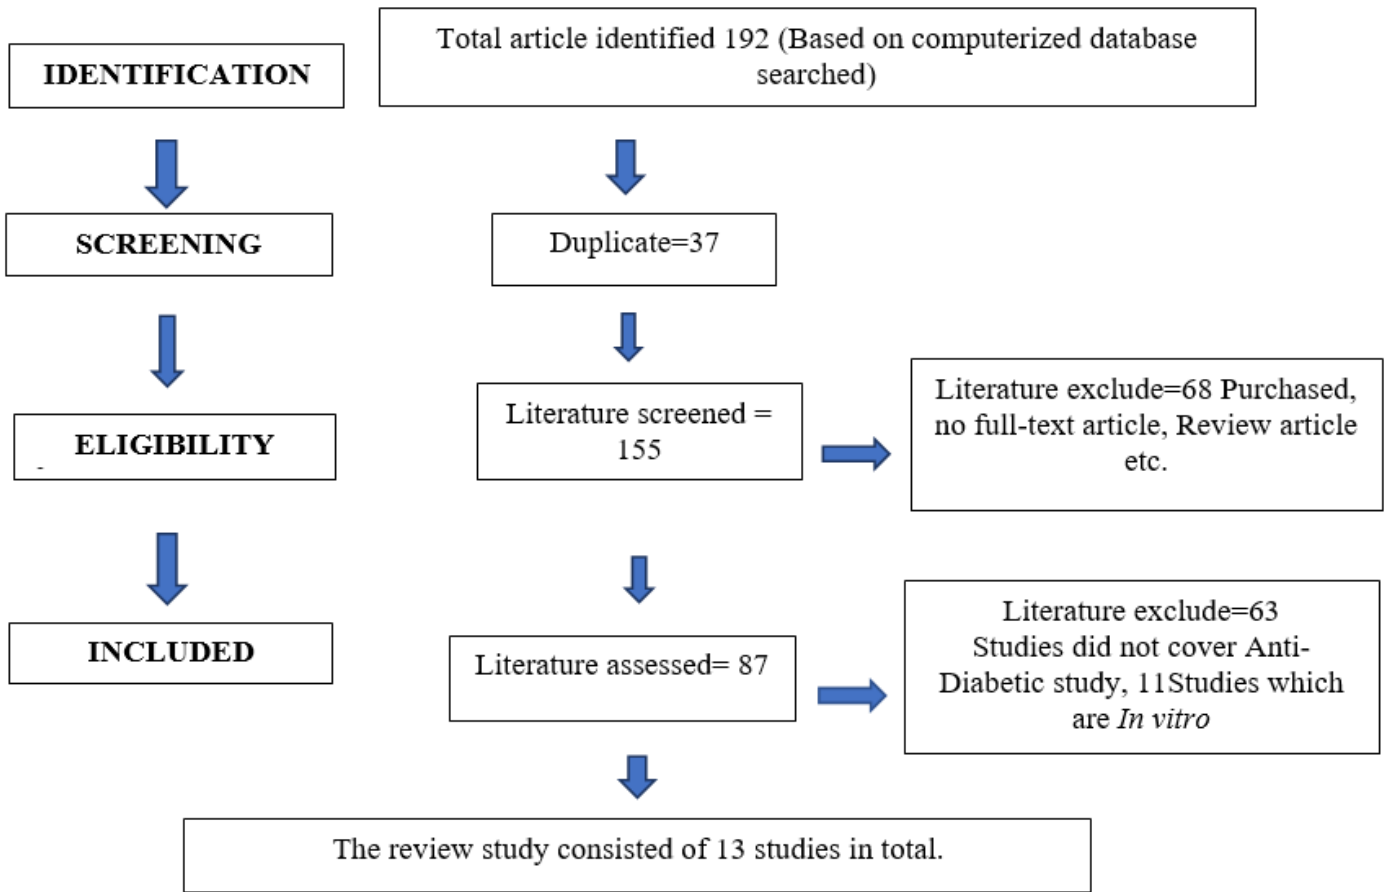 IDENTIFICATION
Total article identified 192 (Based on computerized database
searched)
SCREENING
Duplicate=37
ELIGIBILITY
Literature screened =
155
Literature exclude=68 Purchased,
no full-text article, Review article
etc.
INCLUDED
Literature assessed= 87
Literature exclude=63
Studies did not cover Anti-
Diabetic study, 11Studies which
are In vitro
The review study consisted of 13 studies in total.